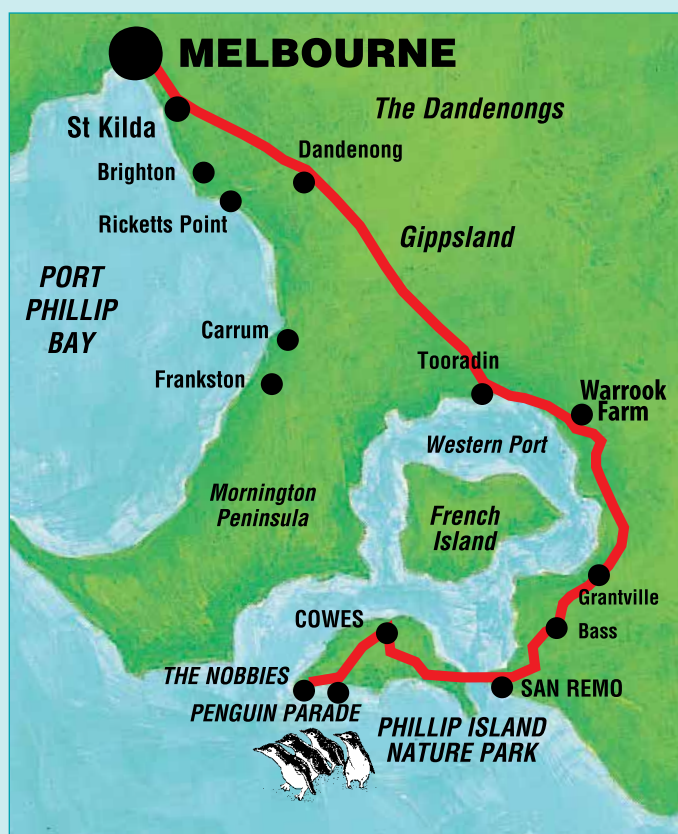 MELBOURNE
The Dandenongs
St Kilda
Dandenong
Brighton
Ricketts Point
Gippsland
PORT
PHILLIP
BAY
Carrum
Tooradin
Frankston
Warrook
Farm
Western Port
Mornington
Peninsula
French
Island
Grantville
COWES
Bass
THE NOBBIES
SAN REMO
PENGUIN PARADE
PHILLIP ISLAND
NATURE PARK